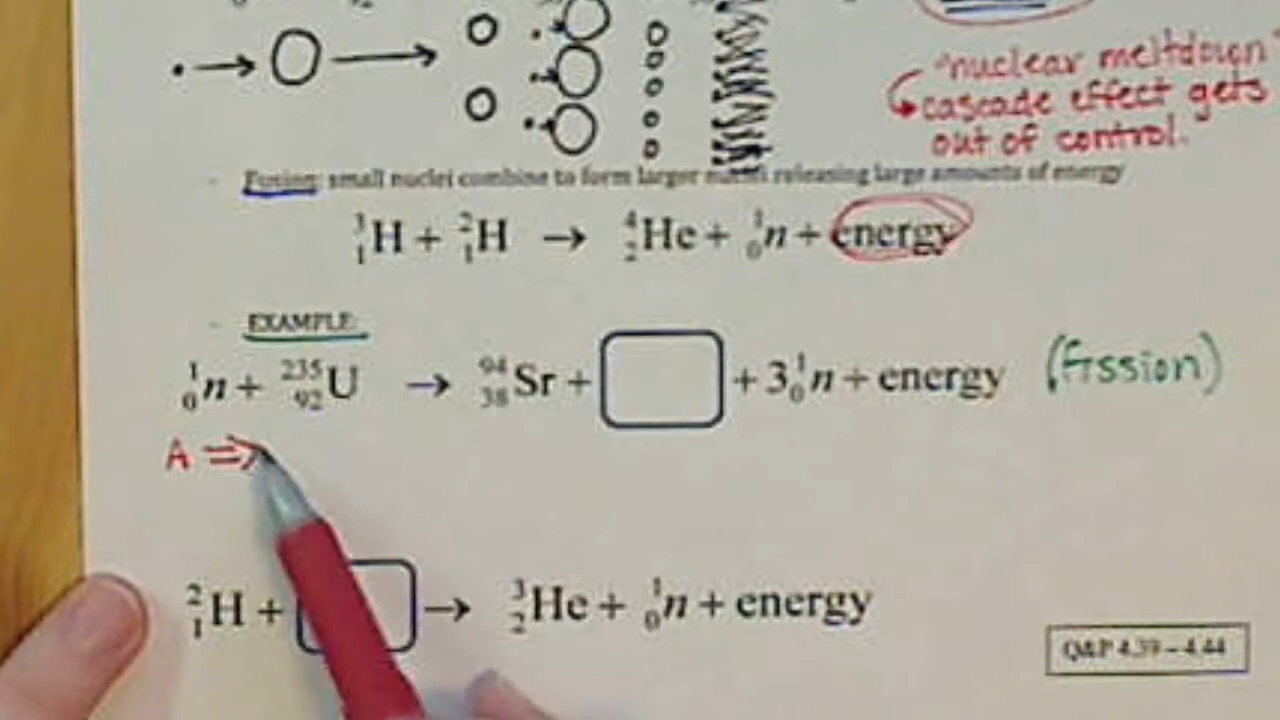 "nuclear meltdown"
cascade effect gets
out of control.
- Fusion: small nuclei combine to form larger nuclei releasing large amounts of energy
³₁H + ²₁H → ⁴₂He + ¹₀n + energy
- EXAMPLE:
¹₀n + ²³⁵₉₂U → ⁹⁴₃₈Sr + + 3¹₀n + energy (fission)
A ⇒
²₁H + → ³₂He + ¹₀n + energy
Q&P 4.39 – 4.44